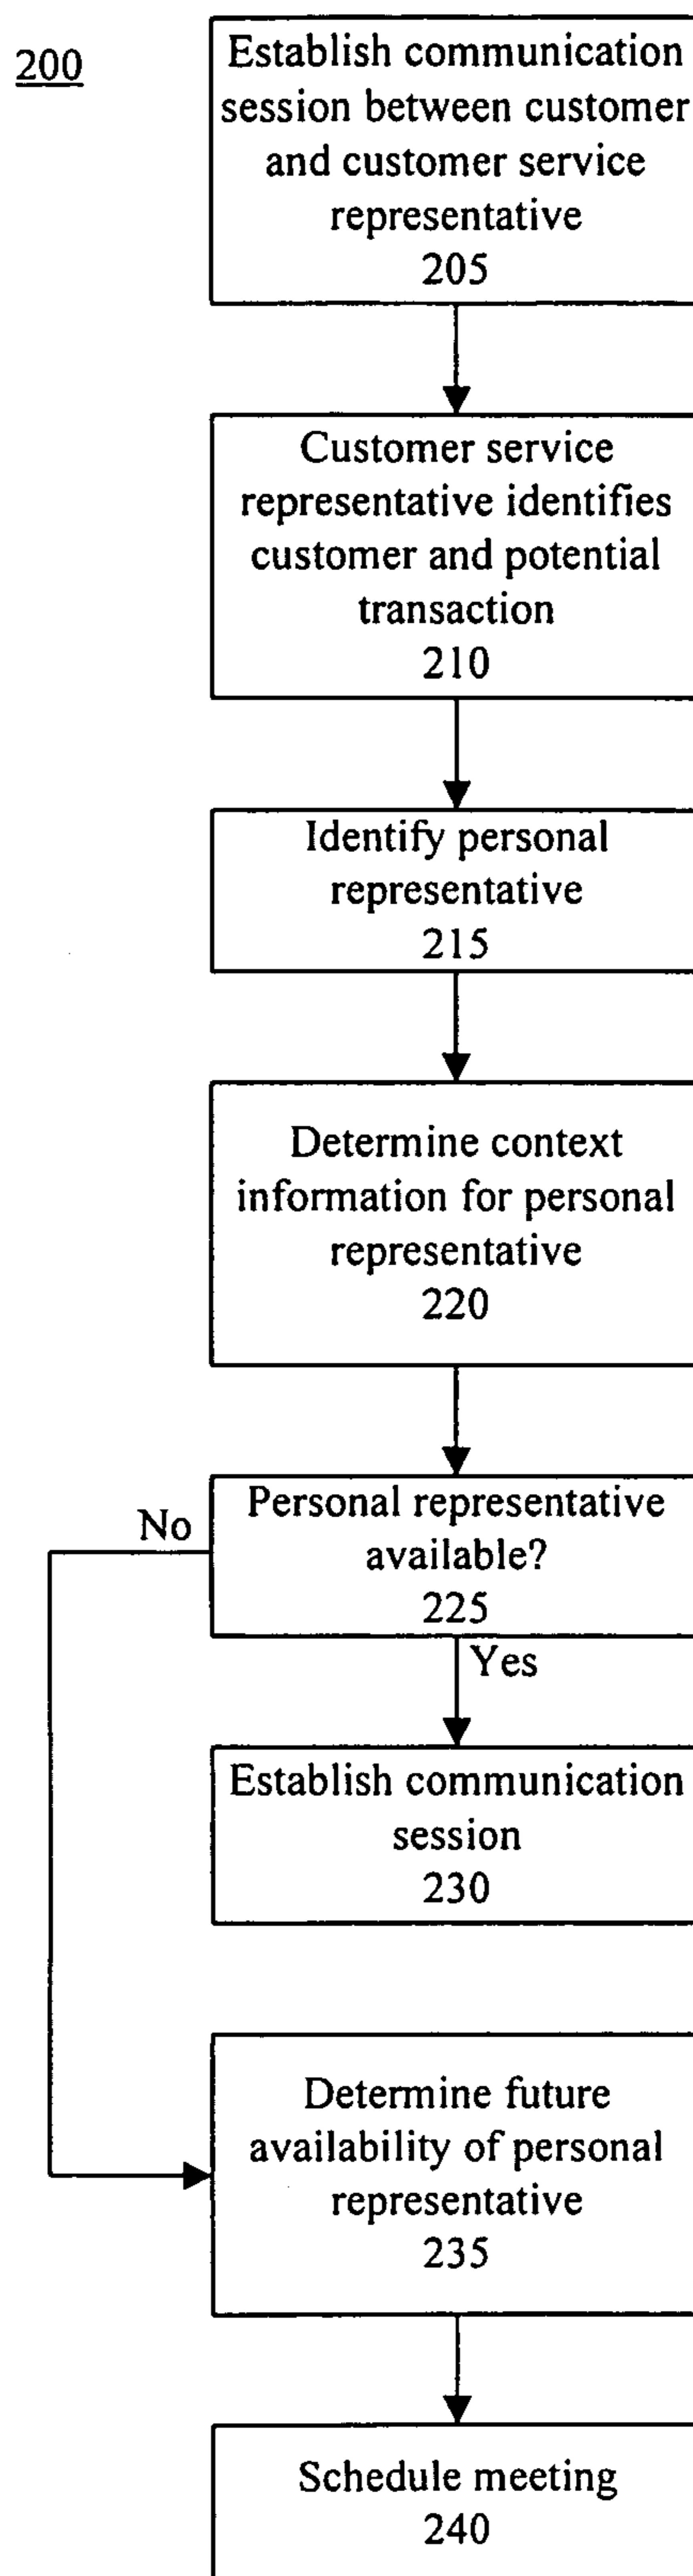 200
Establish communication
session between customer
and customer service
representative
205
Customer service
representative identifies
customer and potential
transaction
210
Identify personal
representative
215
Determine context
information for personal
representative
220
Personal representative
available?
225
No
Yes
Establish communication
session
230
Determine future
availability of personal
representative
235
Schedule meeting
240